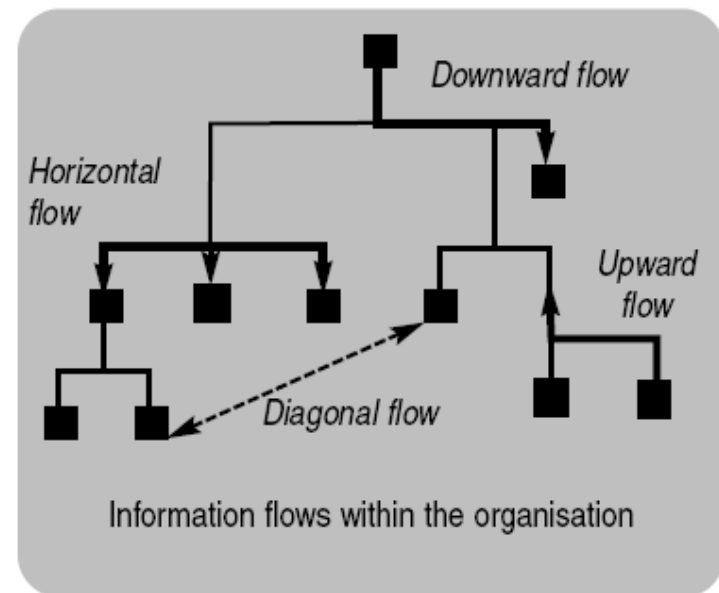 Downward flow
Horizontal
flow
Upward
flow
Diagonal flow
Information flows within the organisation